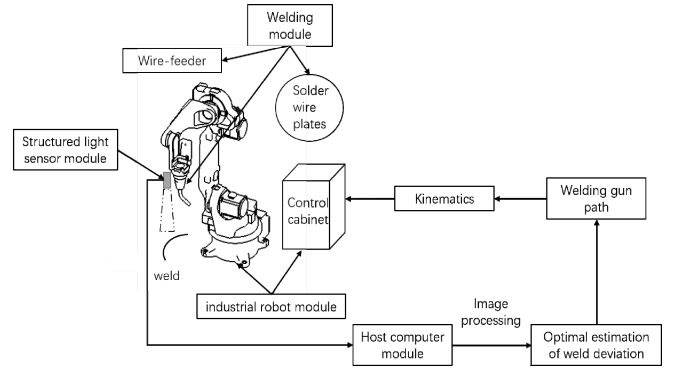 Welding
module
Wire-feeder
Solder
wire
plates
Structured light
sensor module
Control
cabinet
Kinematics
Welding gun
path
weld
industrial robot module
Image
processing
Host computer
module
Optimal estimation
of weld deviation